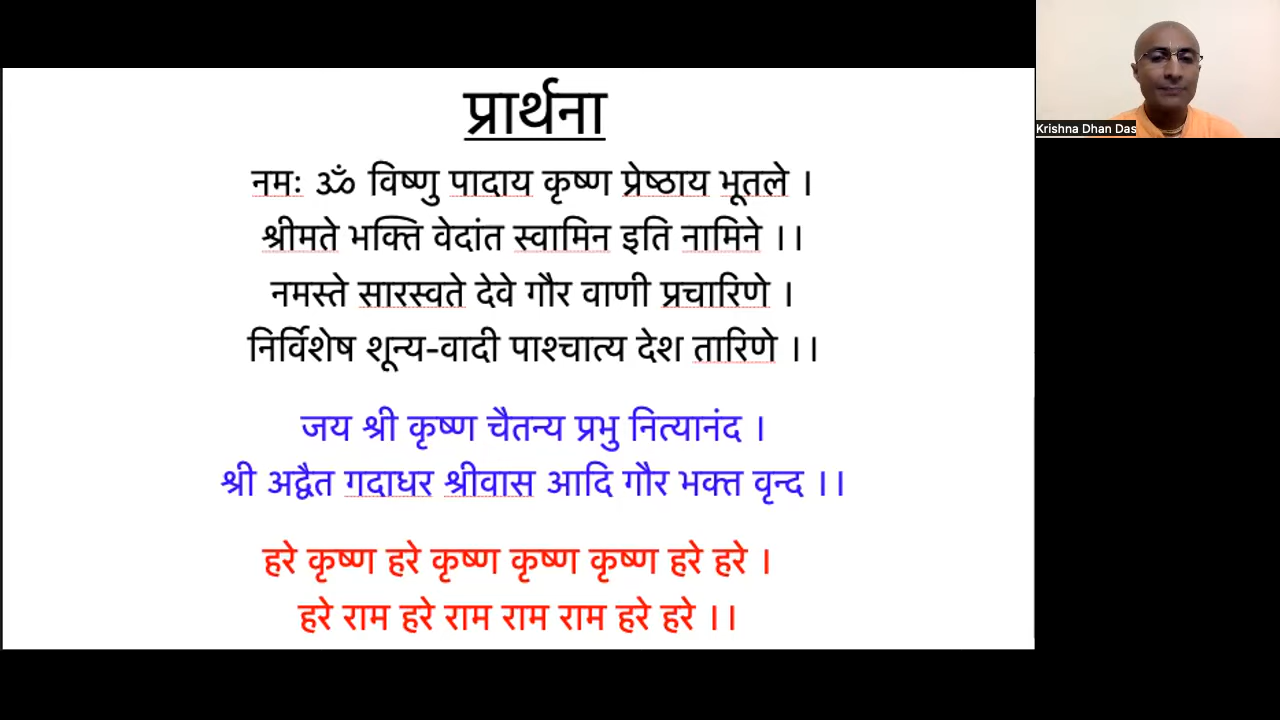 प्रार्थना
नमः ॐ विष्णु पादाय कृष्ण प्रेष्ठाय भूतले ।
श्रीमते भक्ति वेदांत स्वामिन इति नामिने ।।
नमस्ते सारस्वते देवे गौर वाणी प्रचारिणे ।
निर्विशेष शून्य-वादी पाश्चात्य देश तारिणे ।।
जय श्री कृष्ण चैतन्य प्रभु नित्यानंद ।
श्री अद्वैत गदाधर श्रीवास आदि गौर भक्त वृन्द ।।
हरे कृष्ण हरे कृष्ण कृष्ण कृष्ण हरे हरे ।
हरे राम हरे राम राम राम हरे हरे ।।
Krishna Dhan Das